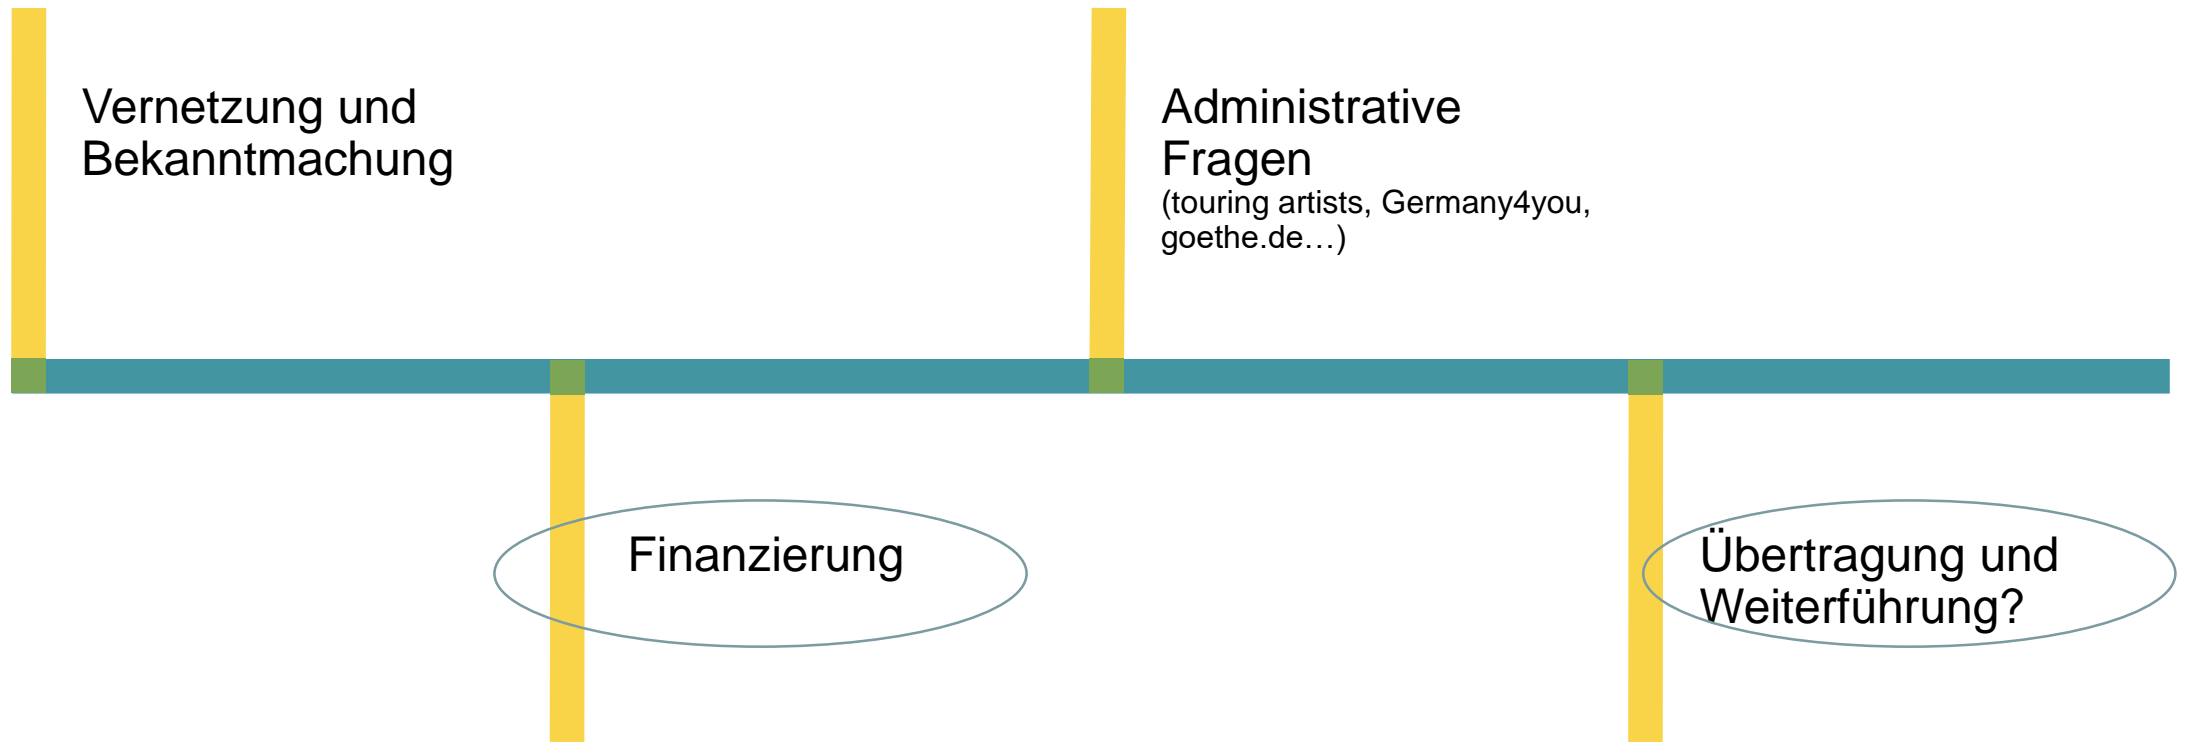 Vernetzung und
Bekanntmachung
Administrative
Fragen
(touring artists, Germany4you,
goethe.de…)
Finanzierung
Übertragung und
Weiterführung?